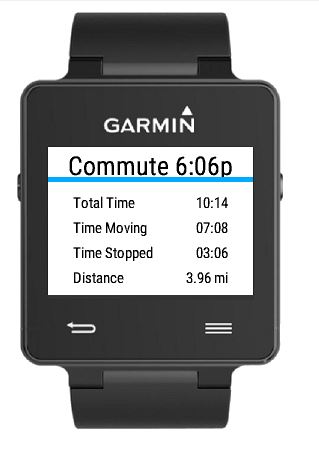 GARMIN
Commute 6:06p
Total Time 10:14
Time Moving 07:08
Time Stopped 03:06
Distance 3.96 mi